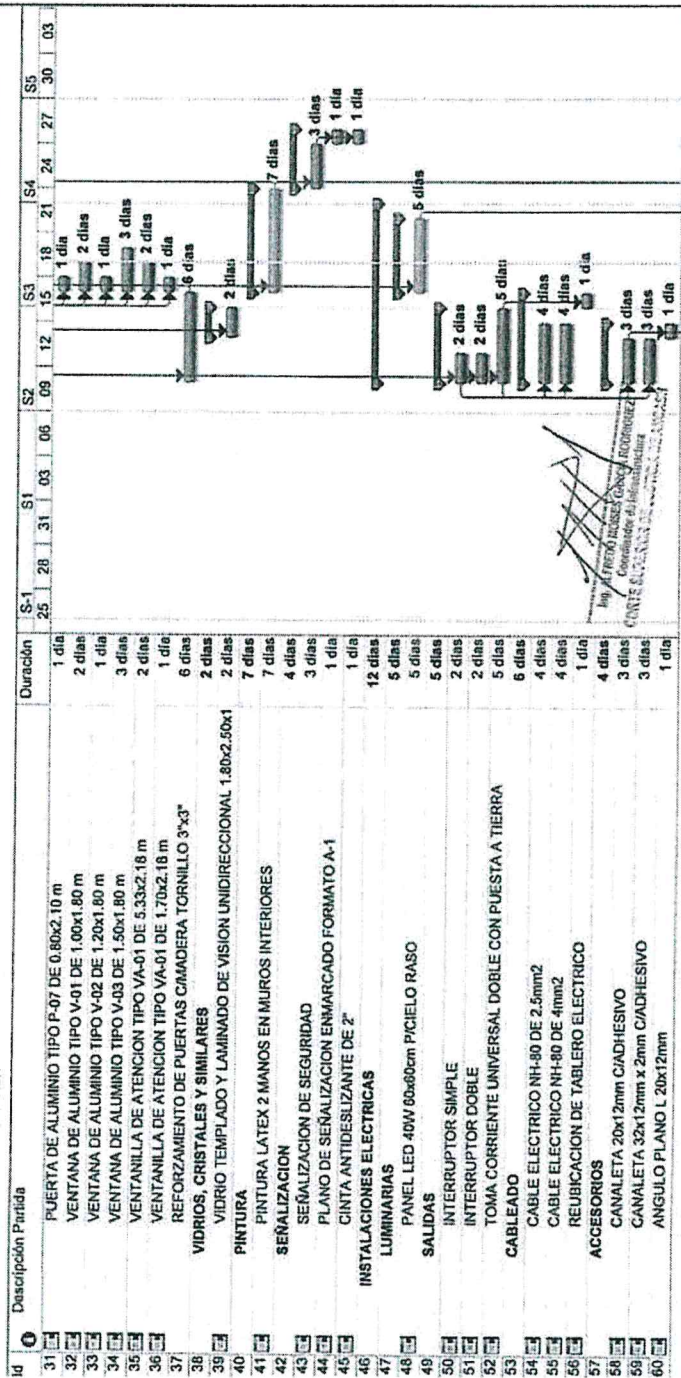 Id Descripción Partida Duración
S-1 S1 S2 S3 S4 S5
25 28 31 03 06 09 12 15 18 21 24 27 30 03
31 PUERTA DE ALUMINIO TIPO P-07 DE 0.80x2.10 m 1 día 1 día
32 VENTANA DE ALUMINIO TIPO V-01 DE 1.00x1.80 m 2 días 2 días
33 VENTANA DE ALUMINIO TIPO V-02 DE 1.20x1.80 m 1 día 1 día
34 VENTANA DE ALUMINIO TIPO V-03 DE 1.50x1.80 m 3 días 3 días
35 VENTANILLA DE ATENCION TIPO VA-01 DE 5.33x2.18 m 2 días 2 días
36 VENTANILLA DE ATENCION TIPO VA-01 DE 1.70x2.18 m 1 día 1 día
37 REFORZAMIENTO DE PUERTAS C/MADERA TORNILLO 3"x3" 6 días 6 días
38 VIDRIOS, CRISTALES Y SIMILARES 2 días
39 VIDRIO TEMPLADO Y LAMINADO DE VISION UNIDIRECCIONAL 1.80x2.50x1 2 días 2 días
40 PINTURA 7 días
41 PINTURA LÁTEX 2 MANOS EN MUROS INTERIORES 7 días 7 días
42 SEÑALIZACION 4 días
43 SEÑALIZACION DE SEGURIDAD 3 días 3 días
44 PLANO DE SEÑALIZACION ENMARCADO FORMATO A-1 1 día 1 día
45 CINTA ANTIDESLIZANTE DE 2" 1 día 1 día
46 INSTALACIONES ELECTRICAS 12 días
47 LUMINARIAS 5 días
48 PANEL LED 40W 60x60cm P/CIELO RASO 5 días 5 días
49 SALIDAS 5 días
50 INTERRUPTOR SIMPLE 2 días 2 días
51 INTERRUPTOR DOBLE 2 días 2 días
52 TOMA CORRIENTE UNIVERSAL DOBLE CON PUESTA A TIERRA 5 días 5 días
53 CABLEADO 6 días
54 CABLE ELECTRICO NH-80 DE 2.5mm2 4 días 4 días
55 CABLE ELECTRICO NH-80 DE 4mm2 4 días 4 días
56 REUBICACION DE TABLERO ELECTRICO 1 día 1 día
57 ACCESORIOS 4 días
58 CANALETA 20x12mm C/ADHESIVO 3 días 3 días
59 CANALETA 32x12mm x 2mm C/ADHESIVO 3 días 3 días
60 ANGULO PLANO L 20x12mm 1 día 1 día
Ing. ALFREDO MOISES GARCIA RODRIGUEZ
Coordinador de Infraestructura
CORTE SUPERIOR DE JUSTICIA DE